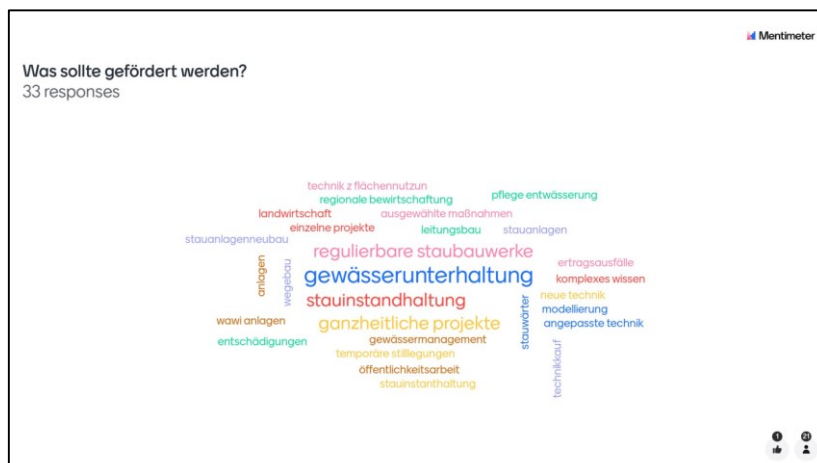 Mentimeter
Was sollte gefördert werden?
33 responses
technik z flächennutzun
regionale bewirtschaftung
pflege entwässerung
landwirtschaft
ausgewählte maßnahmen
einzelne projekte
leitungsbau
stauanlagen
stauanlagenneubau
regulierbare staubauwerke
ertragsausfälle
anlagen
wegebau
gewässerunterhaltung
komplexes wissen
stauinstandhaltung
neue technik
stauwärter
modellierung
wawi anlagen
ganzheitliche projekte
angepasste technik
entschädigungen
gewässermanagement
temporäre stilllegungen
technikkauf
öffentlichkeitsarbeit
stauinstanthaltung
1
21